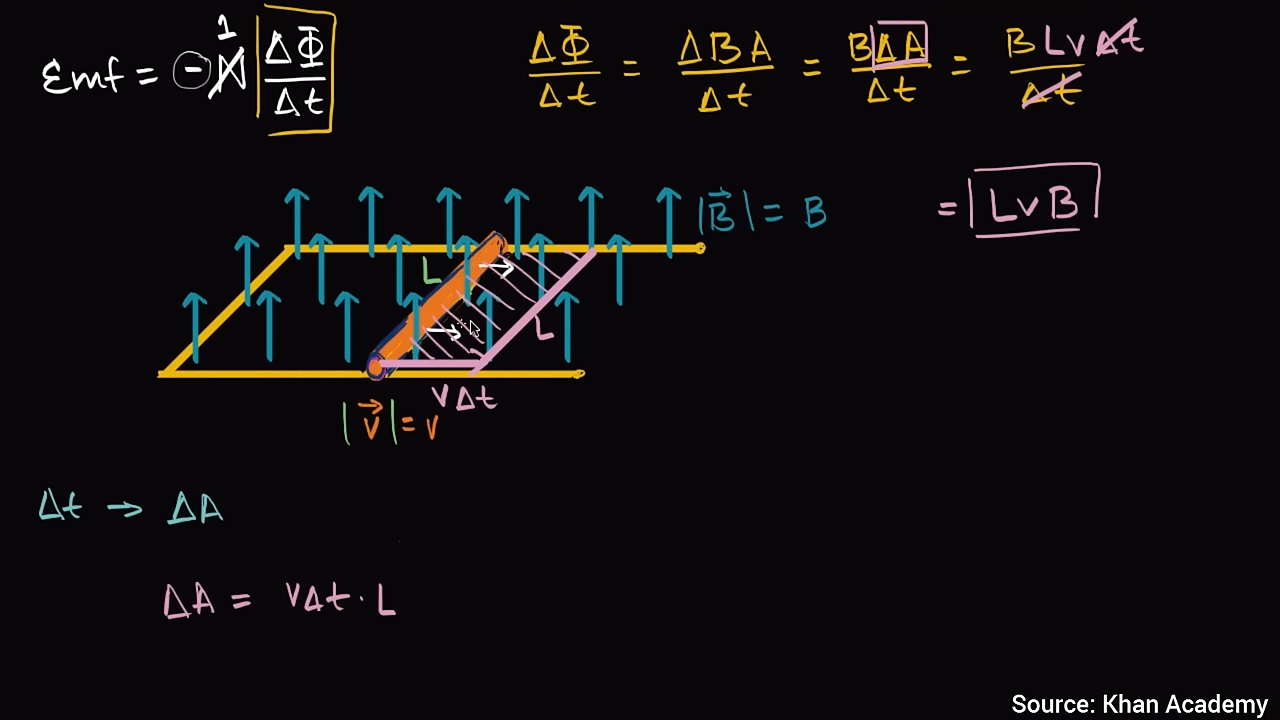 Emf = - N 1 ΔΦ/Δt
ΔΦ/Δt = ΔBA/Δt = BΔA/Δt = BLvΔt/Δt
= LvB
|B⃗| = B
L
L
vΔt
|v⃗| = v
Δt → ΔA
ΔA = vΔt · L
Source: Khan Academy